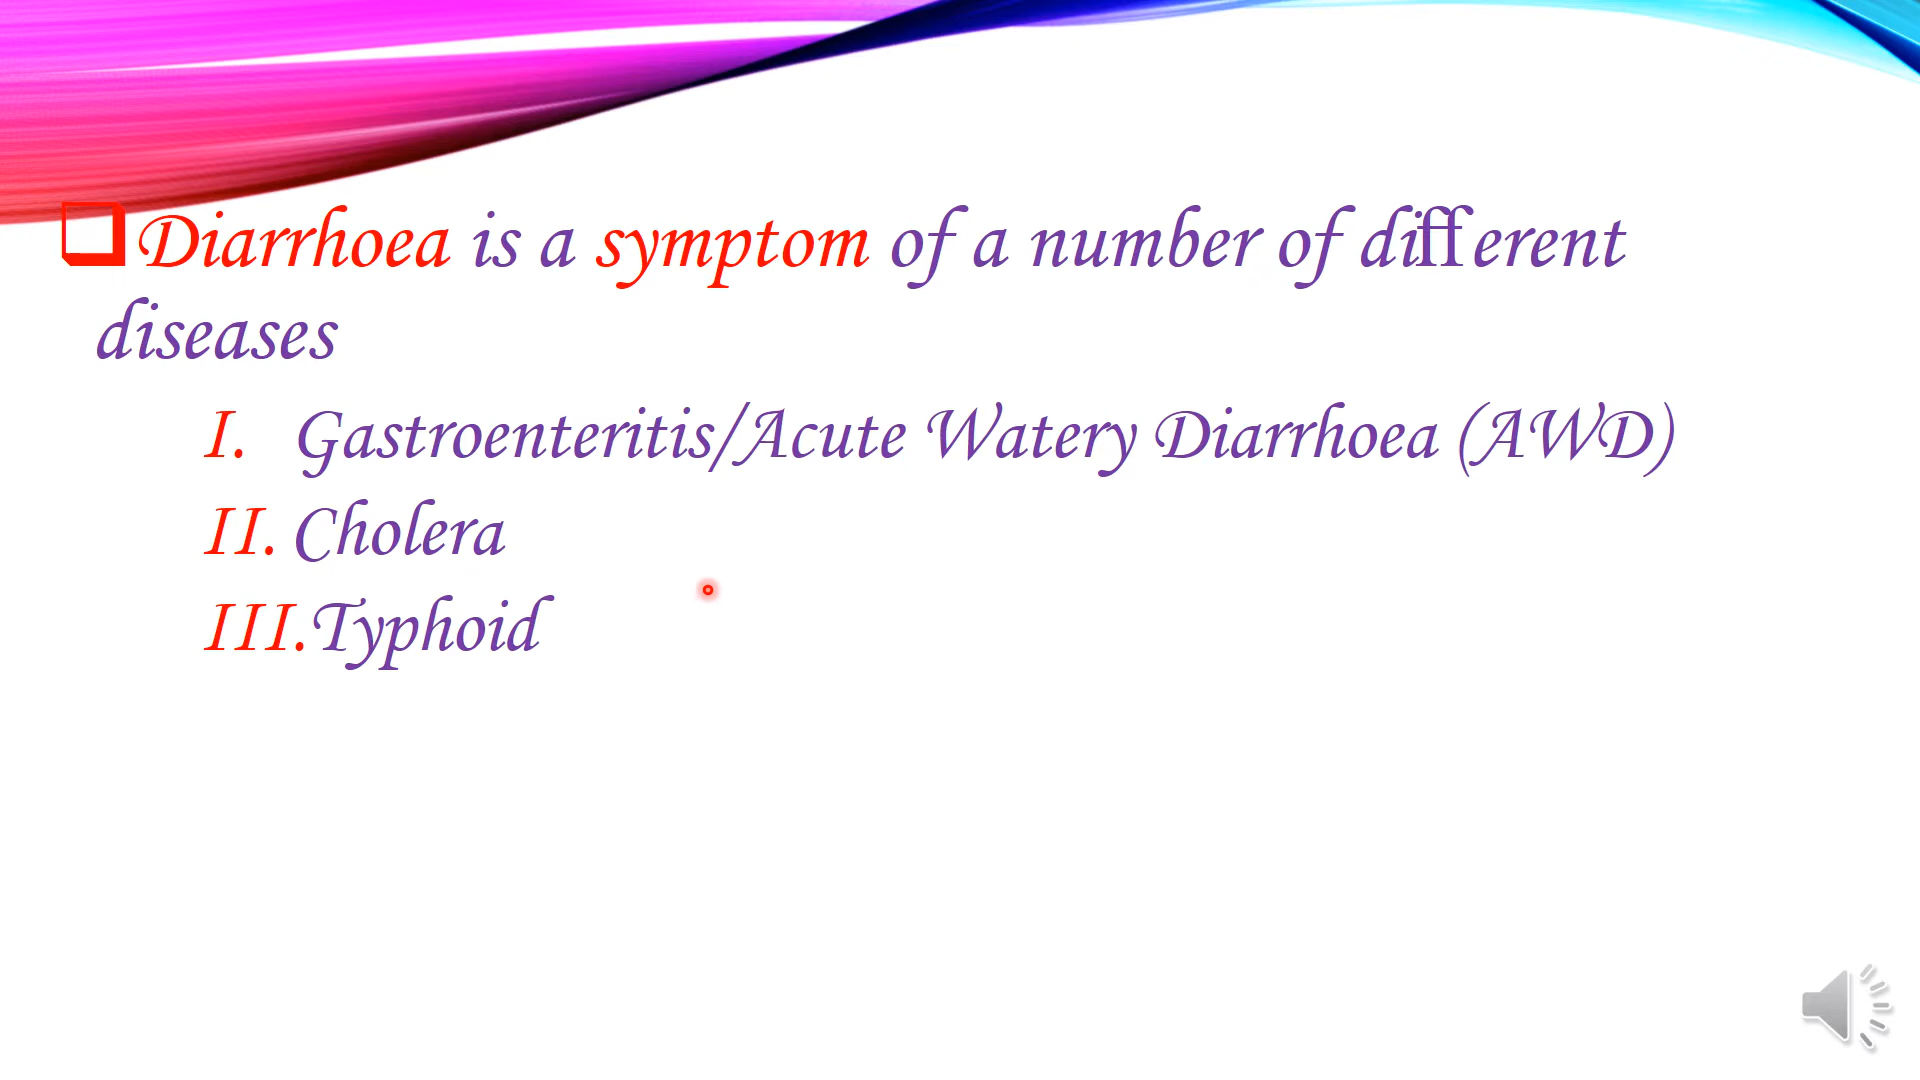 Diarrhoea is a symptom of a number of different
diseases
I. Gastroenteritis/Acute Watery Diarrhoea (AWD)
II. Cholera
III. Typhoid